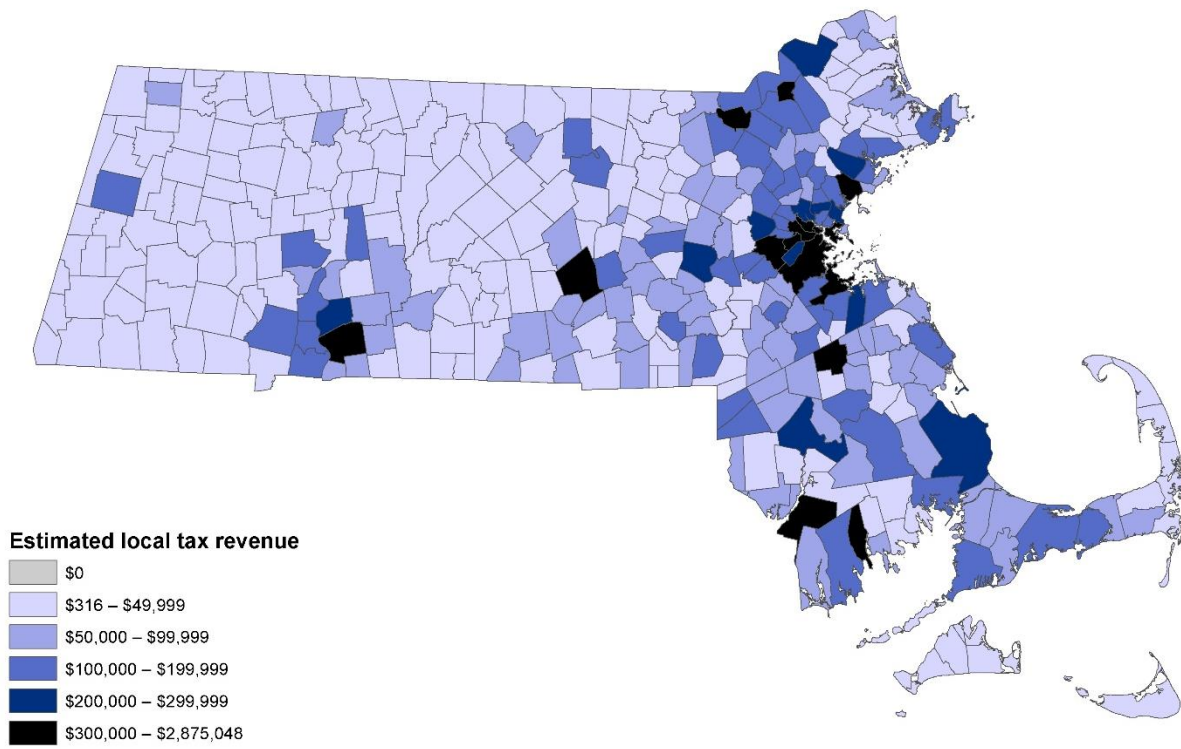 Estimated local tax revenue
$0
$316 – $49,999
$50,000 – $99,999
$100,000 – $199,999
$200,000 – $299,999
$300,000 – $2,875,048